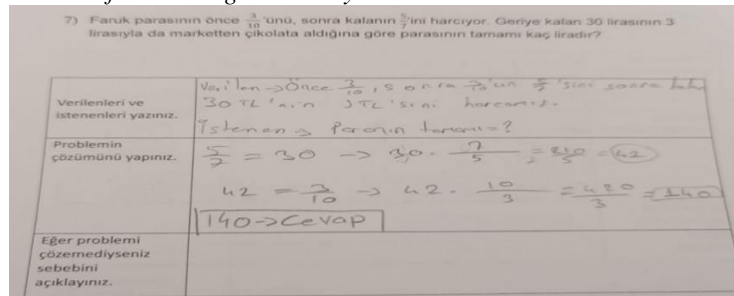 7) Faruk parasının önce 3/10 'ünü, sonra kalanın 5/7'ini harcıyor. Geriye kalan 30 lirasının 3
lirasıyla da marketten çikolata aldığına göre parasının tamamı kaç liradır?
Verilenleri ve
istenenleri yazınız.
Verilen → Önce 3/10, sonra 3/10'un 5/7 'sini sonra
30 TL 'nin 3TL 'sini harcamış.
İstenen → Paranın tamamı = ?
Problemin
çözümünü yapınız.
5/7 = 30 → 30 . 7/5 = 210/5 = 42
42 = 3/10 → 42 . 10/3 = 420/3 = 140
140 → Cevap
Eğer problemi
çözemediyseniz
sebebini
açıklayınız.